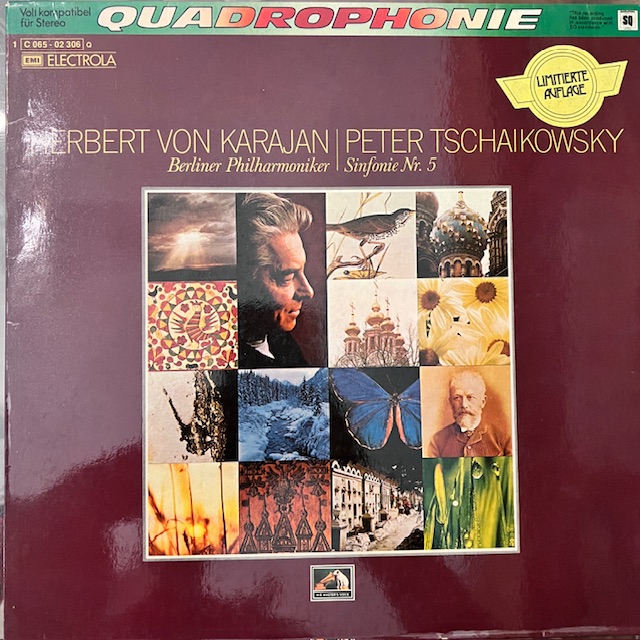 Voll kompatibel
für Stereo
QUADROPHONIE
SQ
1 C 065-02 306 Q
EMI ELECTROLA
LIMITIERTE
AUFLAGE
HERBERT VON KARAJAN | PETER TSCHAIKOWSKY
Berliner Philharmoniker | Sinfonie Nr. 5
HIS MASTER'S VOICE